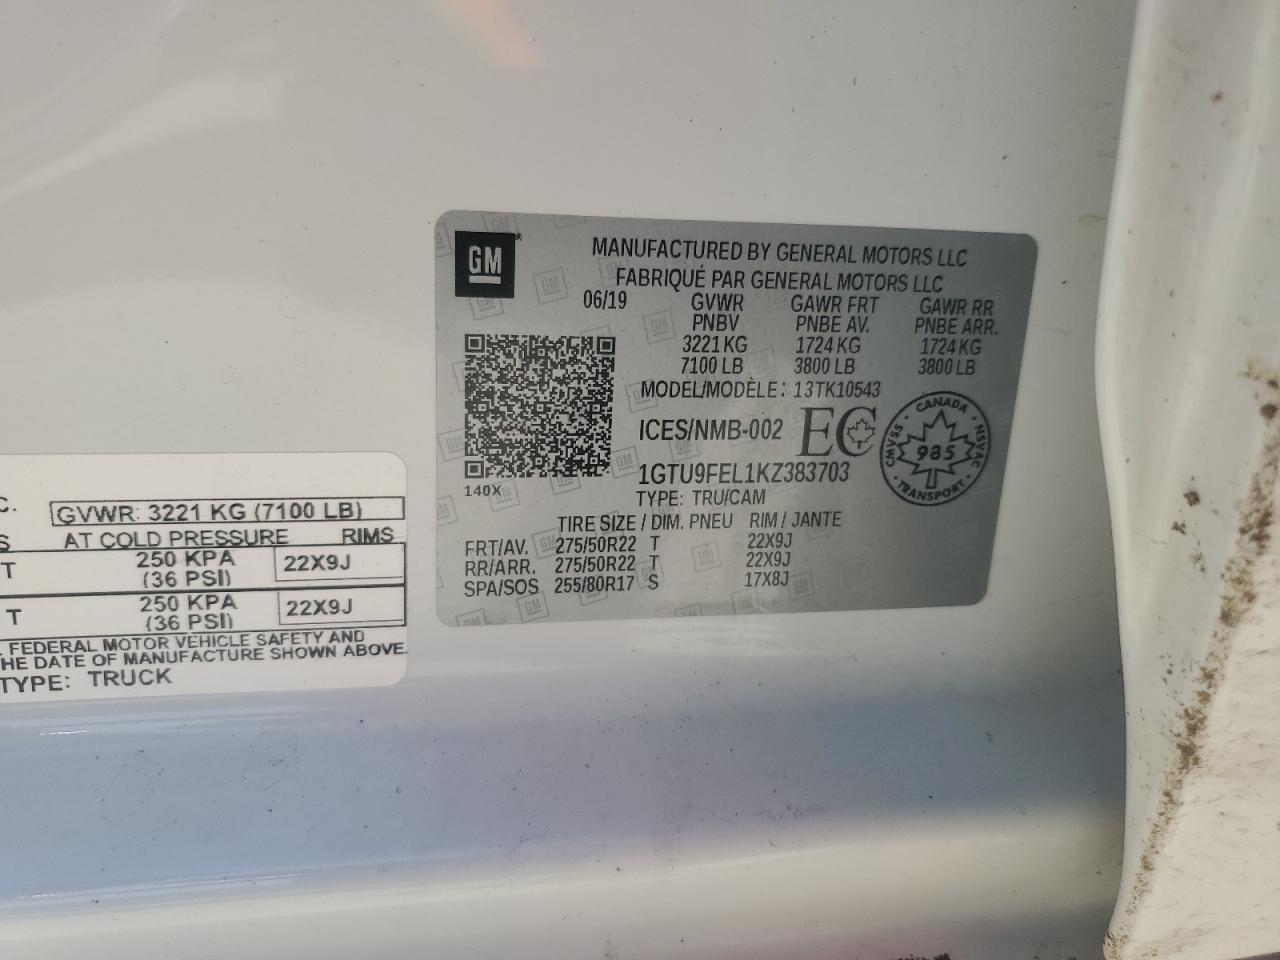 GM
MANUFACTURED BY GENERAL MOTORS LLC
FABRIQUÉ PAR GENERAL MOTORS LLC
06/19 GVWR GAWR FRT GAWR RR
PNBV PNBE AV. PNBE ARR.
3221 KG 1724 KG 1724 KG
7100 LB 3800 LB 3800 LB
MODEL/MODÈLE: 13TK10543
ICES/NMB-002 EC
CANADA
CMVSS 985 NSVAC
TRANSPORT
1GTU9FEL1KZ383703
140X
TYPE: TRU/CAM
TIRE SIZE / DIM. PNEU RIM / JANTE
FRT/AV. 275/50R22 T 22X9J
RR/ARR. 275/50R22 T 22X9J
SPA/SOS 255/80R17 S 17X8J
C. GVWR: 3221 KG (7100 LB)
S AT COLD PRESSURE RIMS
T 250 KPA (36 PSI) 22X9J
T 250 KPA (36 PSI) 22X9J
FEDERAL MOTOR VEHICLE SAFETY AND
HE DATE OF MANUFACTURE SHOWN ABOVE.
TYPE: TRUCK